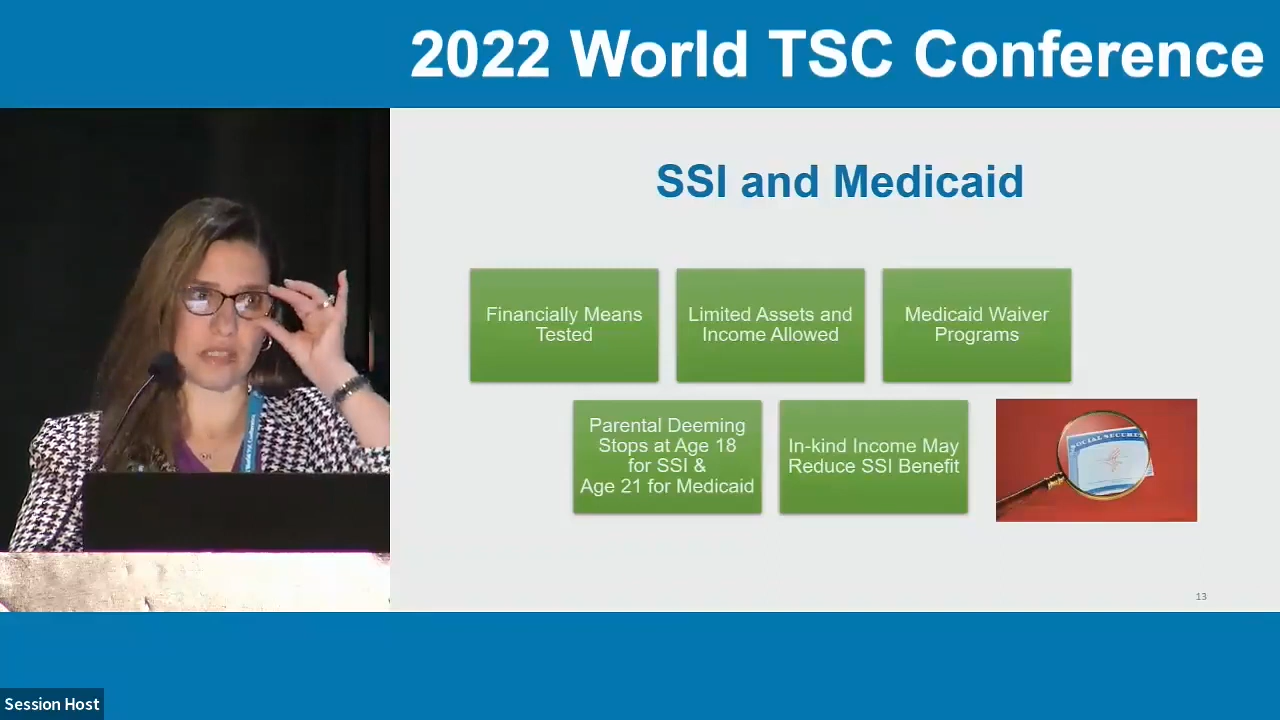 2022 World TSC Conference
SSI and Medicaid
Financially Means
Tested
Limited Assets and
Income Allowed
Medicaid Waiver
Programs
Parental Deeming
Stops at Age 18
for SSI &
Age 21 for Medicaid
In-kind Income May
Reduce SSI Benefit
SOCIAL SECURITY
13
Session Host